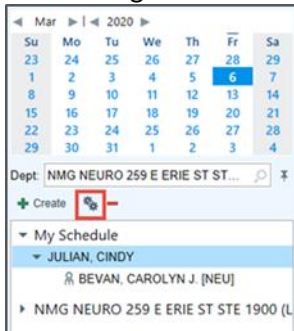 Mar 2020
Su Mo Tu We Th Fr Sa
23 24 25 26 27 28 29
1 2 3 4 5 6 7
8 9 10 11 12 13 14
15 16 17 18 19 20 21
22 23 24 25 26 27 28
29 30 31 1 2 3 4
Dept: NMG NEURO 259 E ERIE ST ST...
Create
My Schedule
JULIAN, CINDY
BEVAN, CAROLYN J. [NEU]
NMG NEURO 259 E ERIE ST STE 1900 (L